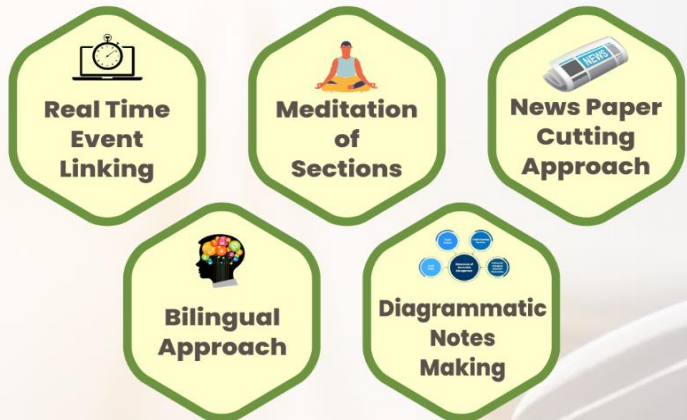 Real Time
Event
Linking
Meditation
of
Sections
NEWS
News Paper
Cutting
Approach
Bilingual
Approach
Diagrammatic
Notes
Making